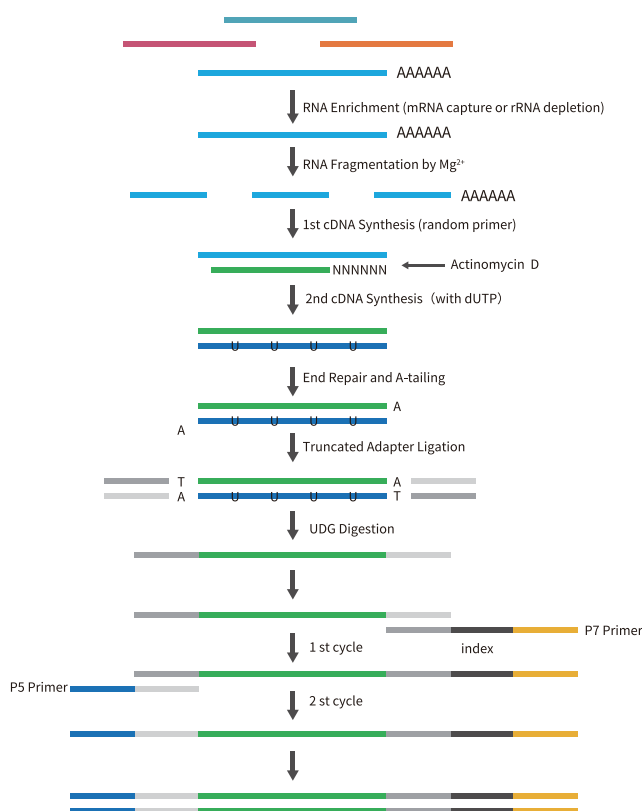 AAAAAA
RNA Enrichment (mRNA capture or rRNA depletion)
AAAAAA
RNA Fragmentation by Mg²⁺
AAAAAA
1st cDNA Synthesis (random primer)
NNNNNN
Actinomycin D
2nd cDNA Synthesis（with dUTP）
U U U U
End Repair and A-tailing
A
U U U U
A
Truncated Adapter Ligation
T A
A U U U U T
UDG Digestion
P7 Primer
1 st cycle index
P5 Primer
2 st cycle